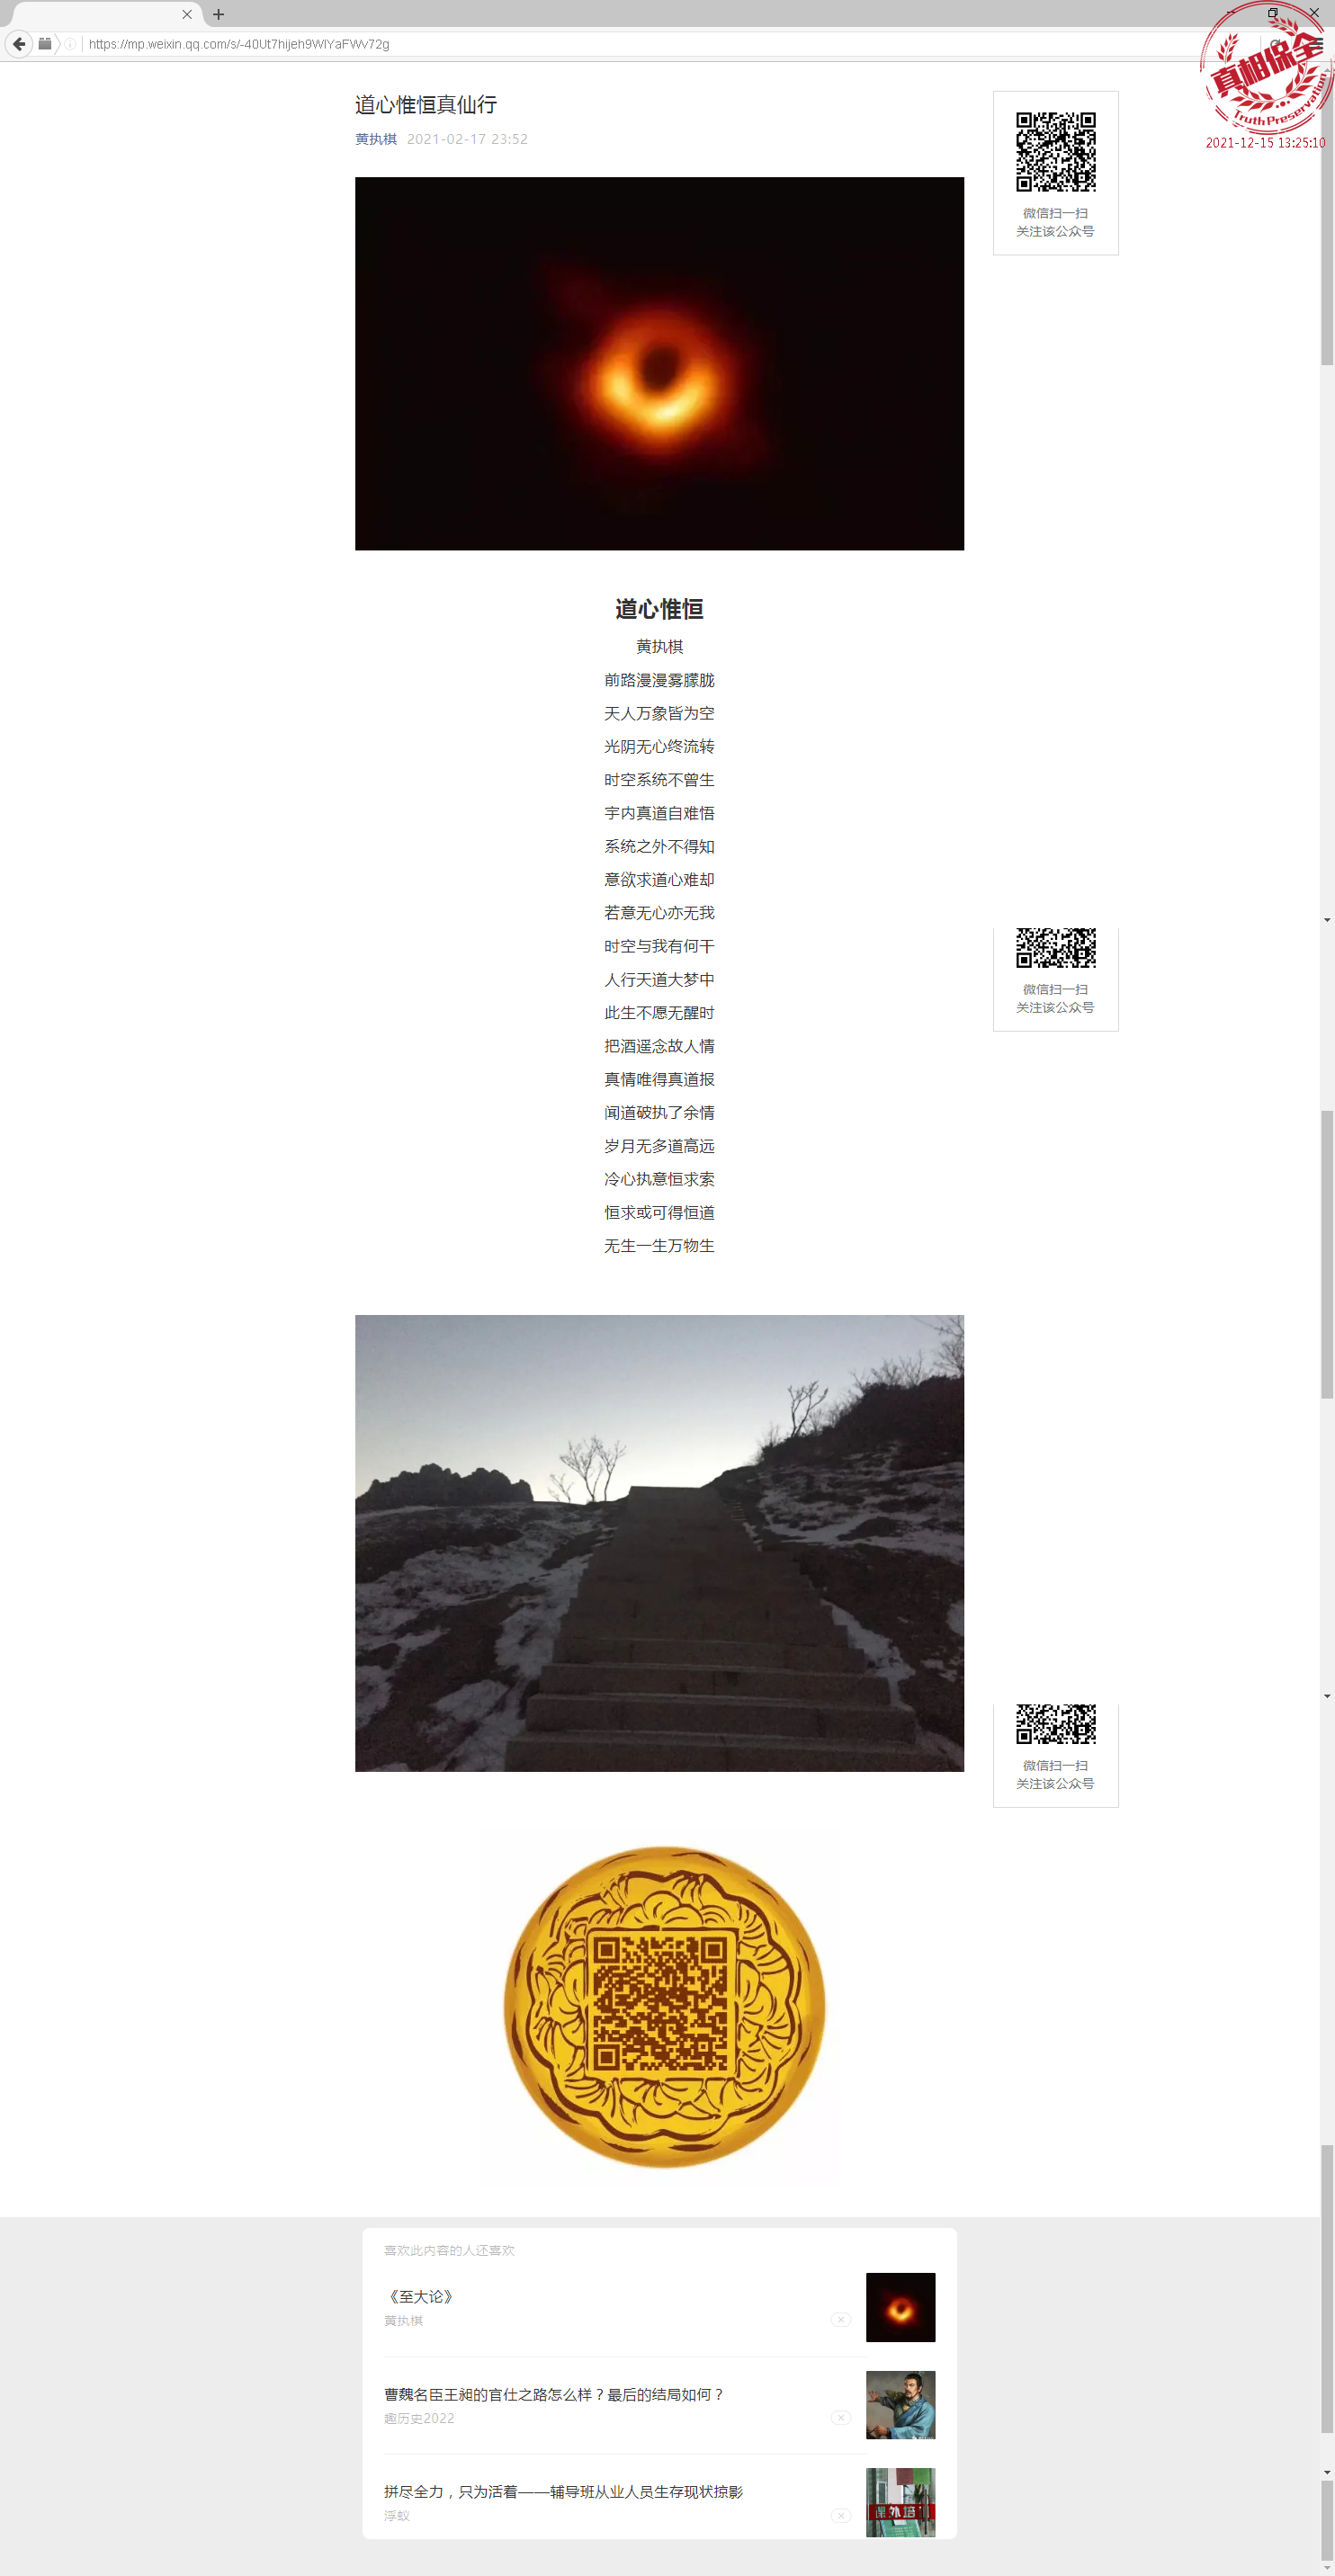 https://mp.weixin.qq.com/s/-40Ut7hijeh9WlYaFWv72g
真相保全
Truth Preservation
2021-12-15 13:25:10
道心惟恒真仙行
黄执棋 2021-02-17 23:52
微信扫一扫
关注该公众号
道心惟恒
黄执棋
前路漫漫雾朦胧
天人万象皆为空
光阴无心终流转
时空系统不曾生
宇内真道自难悟
系统之外不得知
意欲求道心难却
若意无心亦无我
时空与我有何干
微信扫一扫
关注该公众号
人行天道大梦中
此生不愿无醒时
把酒遥念故人情
真情唯得真道报
闻道破执了余情
岁月无多道高远
冷心执意恒求索
恒求或可得恒道
无生一生万物生
微信扫一扫
关注该公众号
喜欢此内容的人还喜欢
《至大论》
黄执棋
曹魏名臣王昶的官仕之路怎么样？最后的结局如何？
趣历史2022
拼尽全力，只为活着——辅导班从业人员生存现状掠影
浮蚁
课外培